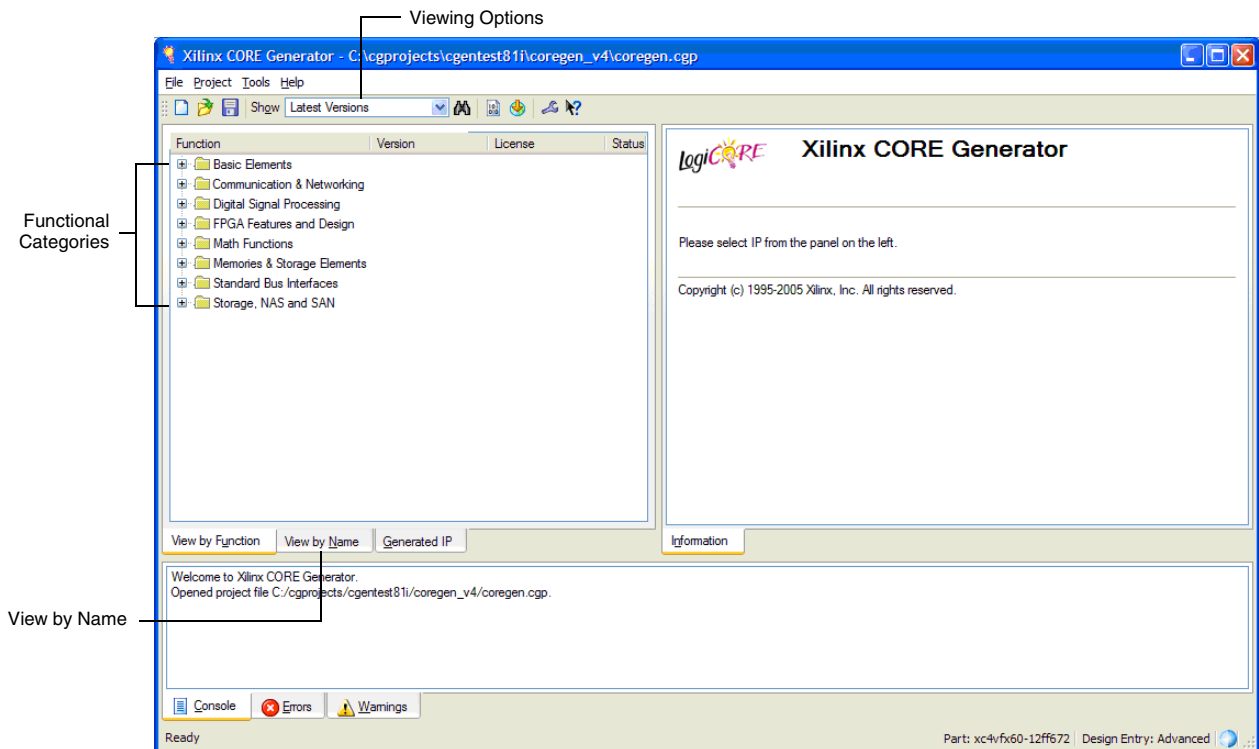 Viewing Options
Xilinx CORE Generator - C:\cgprojects\cgentest81i\coregen_v4\coregen.cgp
File Project Tools Help
Show Latest Versions
Function Version License Status
Basic Elements
Communication & Networking
Digital Signal Processing
FPGA Features and Design
Math Functions
Memories & Storage Elements
Standard Bus Interfaces
Storage, NAS and SAN
Functional
Categories
View by Function View by Name Generated IP
LogiCORE Xilinx CORE Generator
Please select IP from the panel on the left.
Copyright (c) 1995-2005 Xilinx, Inc. All rights reserved.
Information
Welcome to Xilinx CORE Generator.
Opened project file C:/cgprojects/cgentest81i/coregen_v4/coregen.cgp.
View by Name
Console Errors Warnings
Ready Part: xc4vfx60-12ff672 Design Entry: Advanced